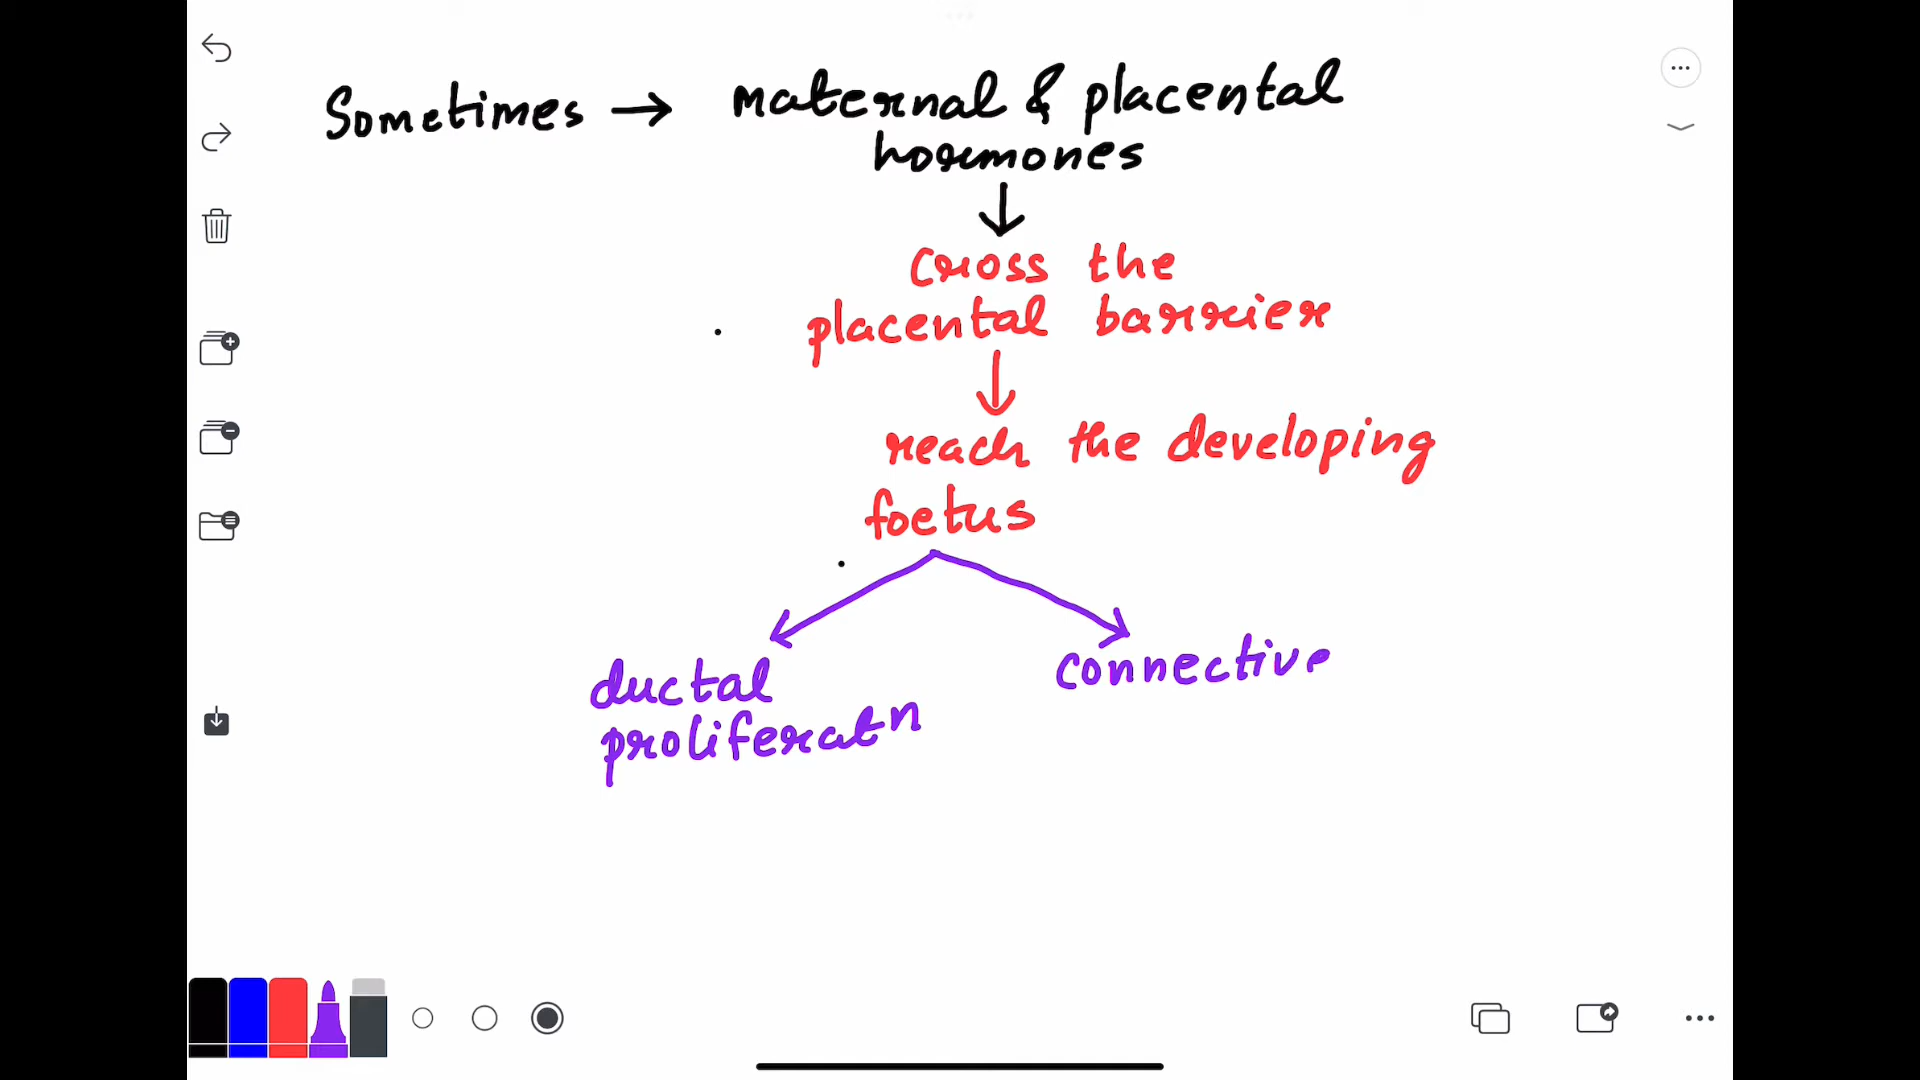 Sometimes → maternal & placental
hormones
↓
cross the
placental barrier
↓
reach the developing
foetus
ductal
proliferatn
connective